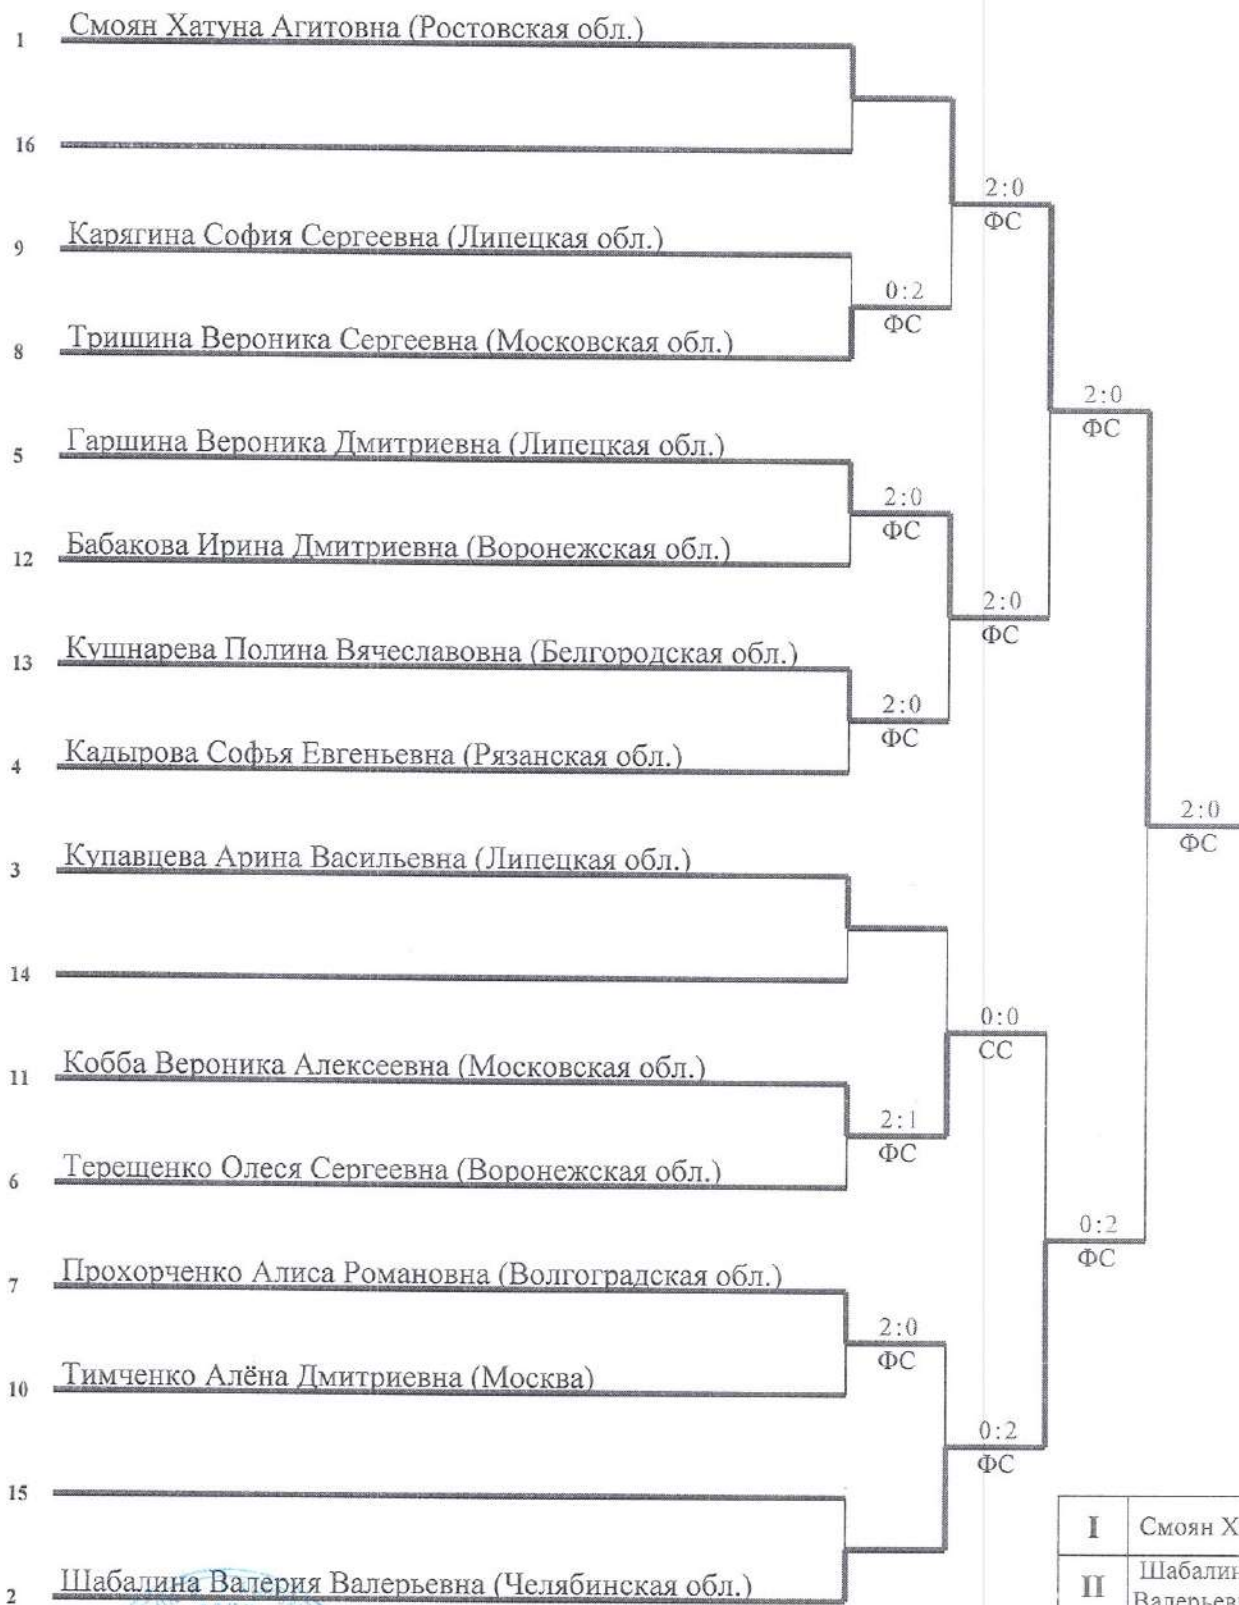 1 Смоян Хатуна Агитовна (Ростовская обл.)
16
2:0
ФС
9 Карягина София Сергеевна (Липецкая обл.)
0:2
ФС
8 Тришина Вероника Сергеевна (Московская обл.)
2:0
ФС
5 Гаршина Вероника Дмитриевна (Липецкая обл.)
2:0
ФС
12 Бабакова Ирина Дмитриевна (Воронежская обл.)
2:0
ФС
13 Кушнарева Полина Вячеславовна (Белгородская обл.)
2:0
ФС
4 Кадырова Софья Евгеньевна (Рязанская обл.)
2:0
ФС
3 Купавцева Арина Васильевна (Липецкая обл.)
14
0:0
СС
11 Кобба Вероника Алексеевна (Московская обл.)
2:1
ФС
6 Терещенко Олеся Сергеевна (Воронежская обл.)
0:2
ФС
7 Прохорченко Алиса Романовна (Волгоградская обл.)
2:0
ФС
10 Тимченко Алёна Дмитриевна (Москва)
0:2
ФС
15
I Смоян Х
2 Шабалина Валерия Валерьевна (Челябинская обл.)
II Шабалин
Валерьев